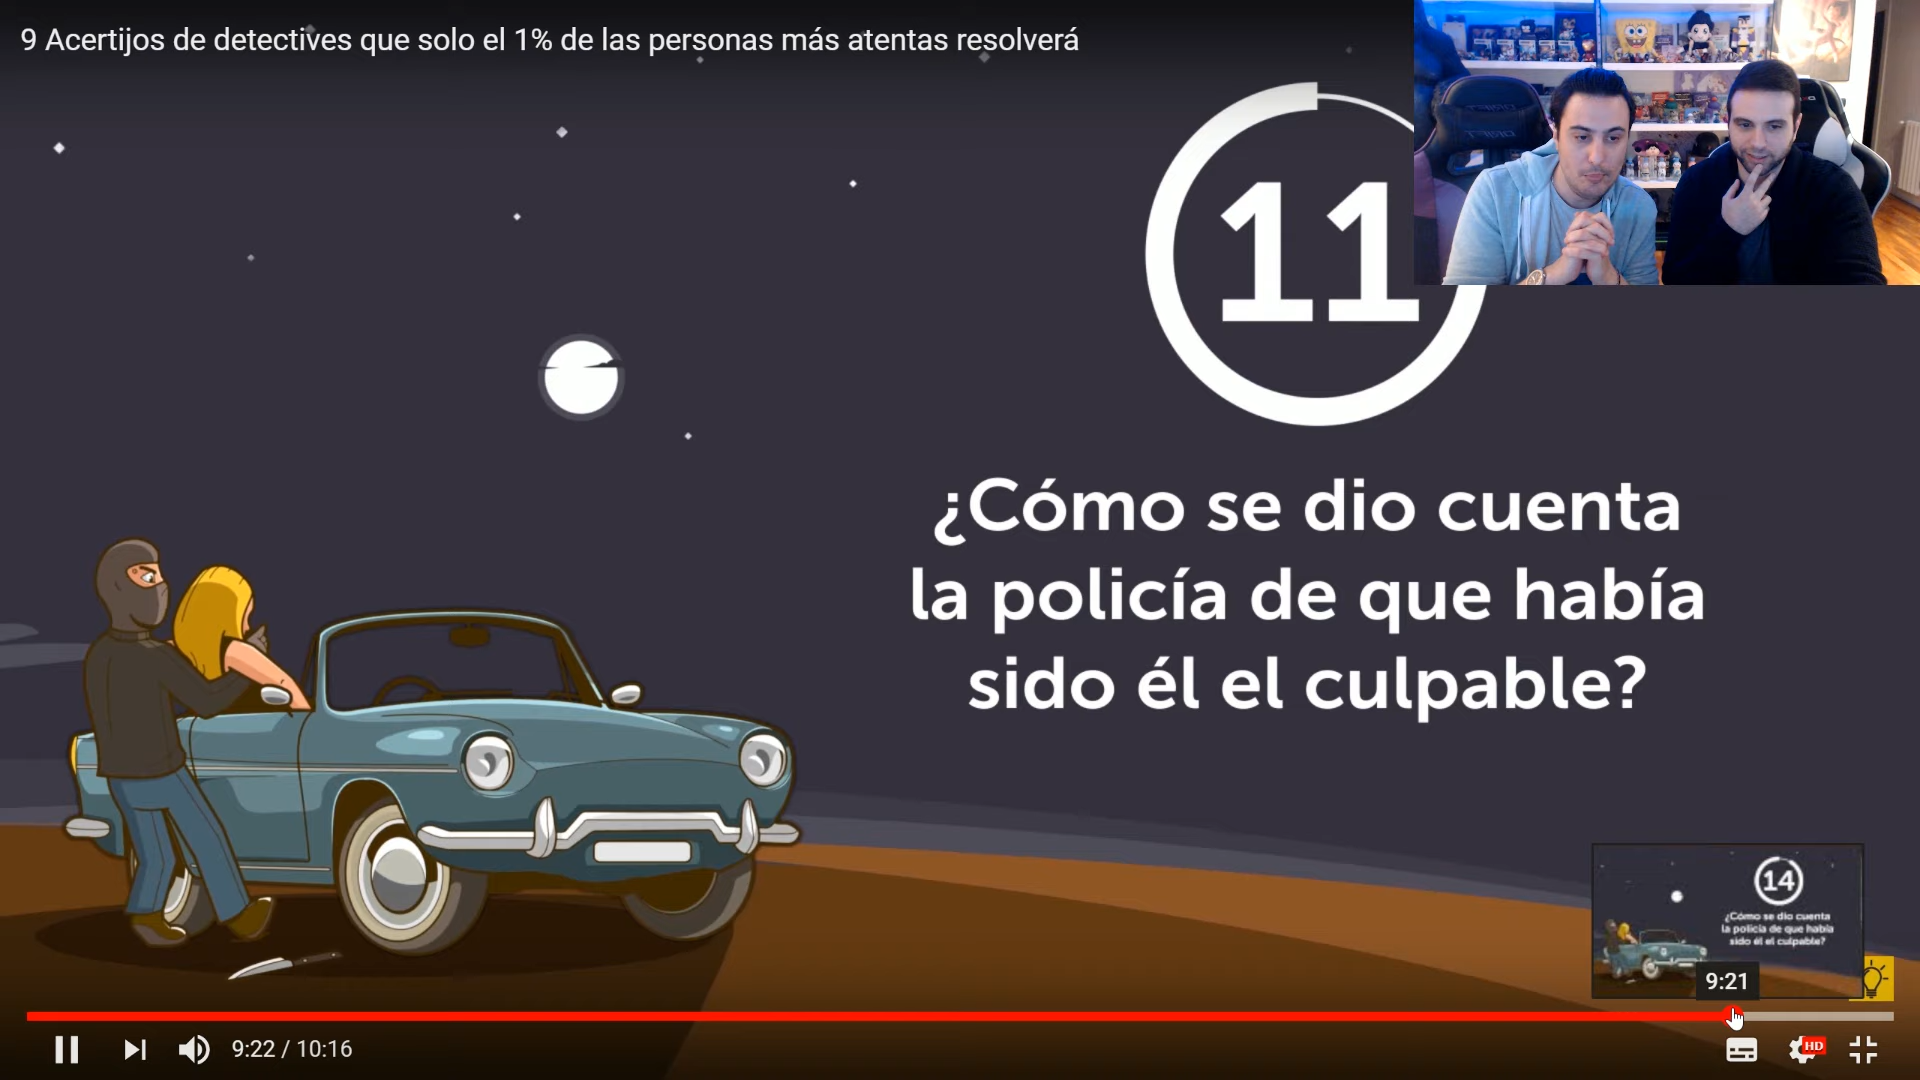 9 Acertijos de detectives que solo el 1% de las personas más atentas resolverá
11
¿Cómo se dio cuenta
la policía de que había
sido él el culpable?
14
¿Cómo se dio cuenta
la policía de que había
sido él el culpable?
9:21
9:22 / 10:16
HD